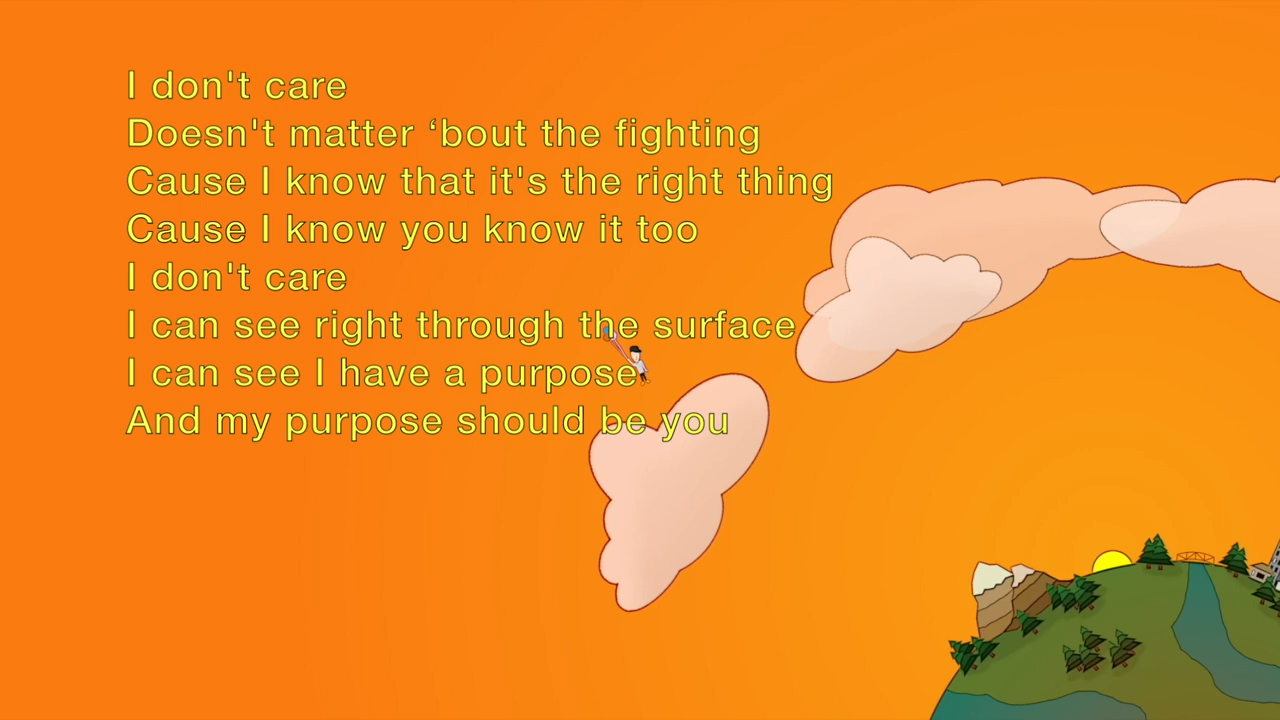 I don't care
Doesn't matter ‘bout the fighting
Cause I know that it's the right thing
Cause I know you know it too
I don't care
I can see right through the surface
I can see I have a purpose
And my purpose should be you